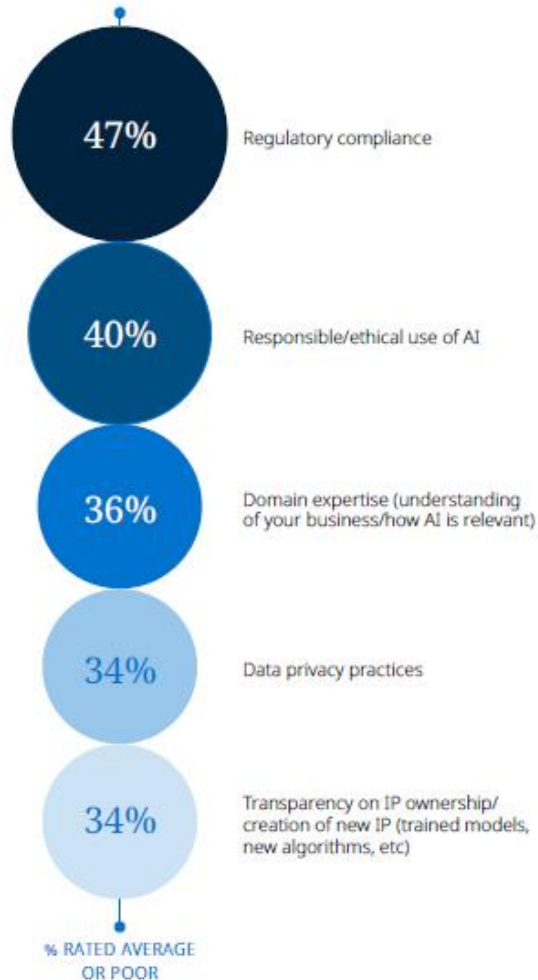 47%
Regulatory compliance
40%
Responsible/ethical use of AI
36%
Domain expertise (understanding
of your business/how AI is relevant)
34%
Data privacy practices
34%
Transparency on IP ownership/
creation of new IP (trained models,
new algorithms, etc)
% RATED AVERAGE
OR POOR